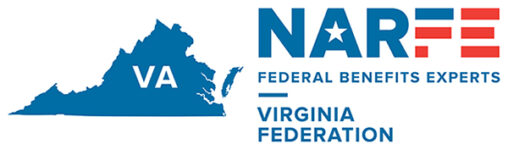 VA
NARFE
FEDERAL BENEFITS EXPERTS
VIRGINIA
FEDERATION